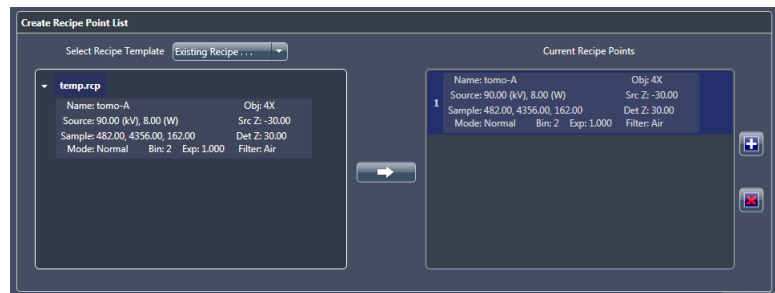 Create Recipe Point List
Select Recipe Template Existing Recipe . . .
Current Recipe Points
temp.rcp
Name: tomo-A Obj: 4X
Source: 90.00 (kV), 8.00 (W) Src Z: -30.00
Sample: 482.00, 4356.00, 162.00 Det Z: 30.00
Mode: Normal Bin: 2 Exp: 1.000 Filter: Air
1
Name: tomo-A Obj: 4X
Source: 90.00 (kV), 8.00 (W) Src Z: -30.00
Sample: 482.00, 4356.00, 162.00 Det Z: 30.00
Mode: Normal Bin: 2 Exp: 1.000 Filter: Air